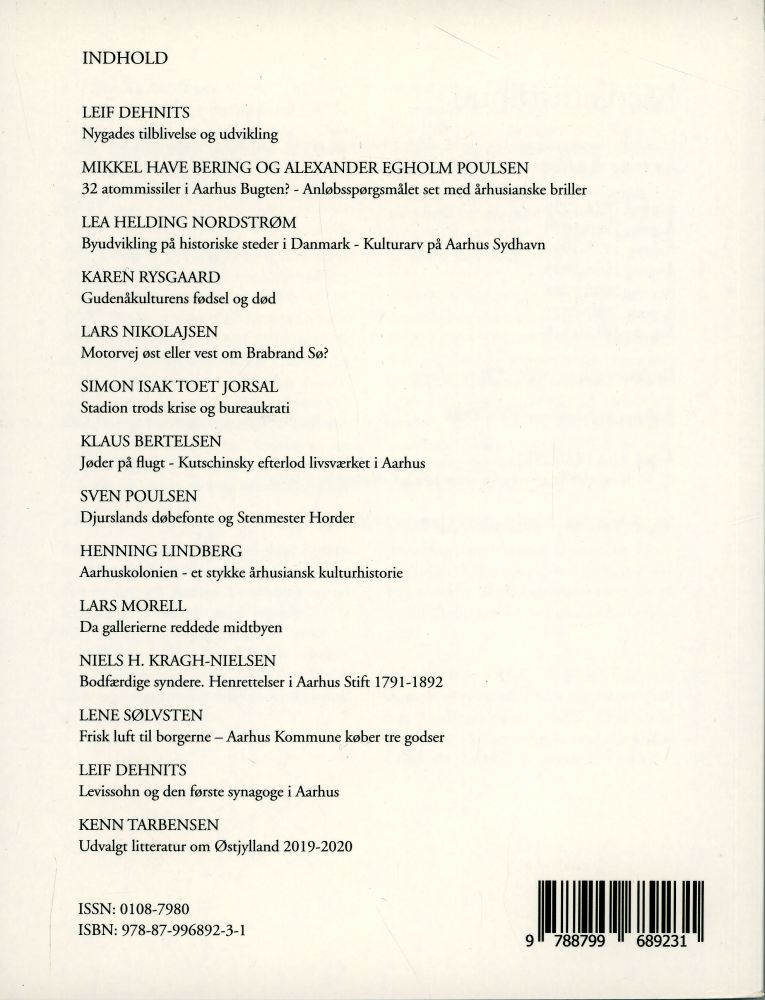 INDHOLD
LEIF DEHNITS
Nygades tilblivelse og udvikling
MIKKEL HAVE BERING OG ALEXANDER EGHOLM POULSEN
32 atommissiler i Aarhus Bugten? - Anløbsspørgsmålet set med århusianske briller
LEA HELDING NORDSTRØM
Byudvikling på historiske steder i Danmark - Kulturarv på Aarhus Sydhavn
KAREN RYSGAARD
Gudenåkulturens fødsel og død
LARS NIKOLAJSEN
Motorvej øst eller vest om Brabrand Sø?
SIMON ISAK TOET JORSAL
Stadion trods krise og bureaukrati
KLAUS BERTELSEN
Jøder på flugt - Kutschinsky efterlod livsværket i Aarhus
SVEN POULSEN
Djurslands døbefonte og Stenmester Horder
HENNING LINDBERG
Aarhuskolonien - et stykke århusiansk kulturhistorie
LARS MORELL
Da gallerierne reddede midtbyen
NIELS H. KRAGH-NIELSEN
Bodfærdige syndere. Henrettelser i Aarhus Stift 1791-1892
LENE SØLVSTEN
Frisk luft til borgerne – Aarhus Kommune køber tre godser
LEIF DEHNITS
Levissohn og den første synagoge i Aarhus
KENN TARBENSEN
Udvalgt litteratur om Østjylland 2019-2020
ISSN: 0108-7980
ISBN: 978-87-996892-3-1
9 788799 689231